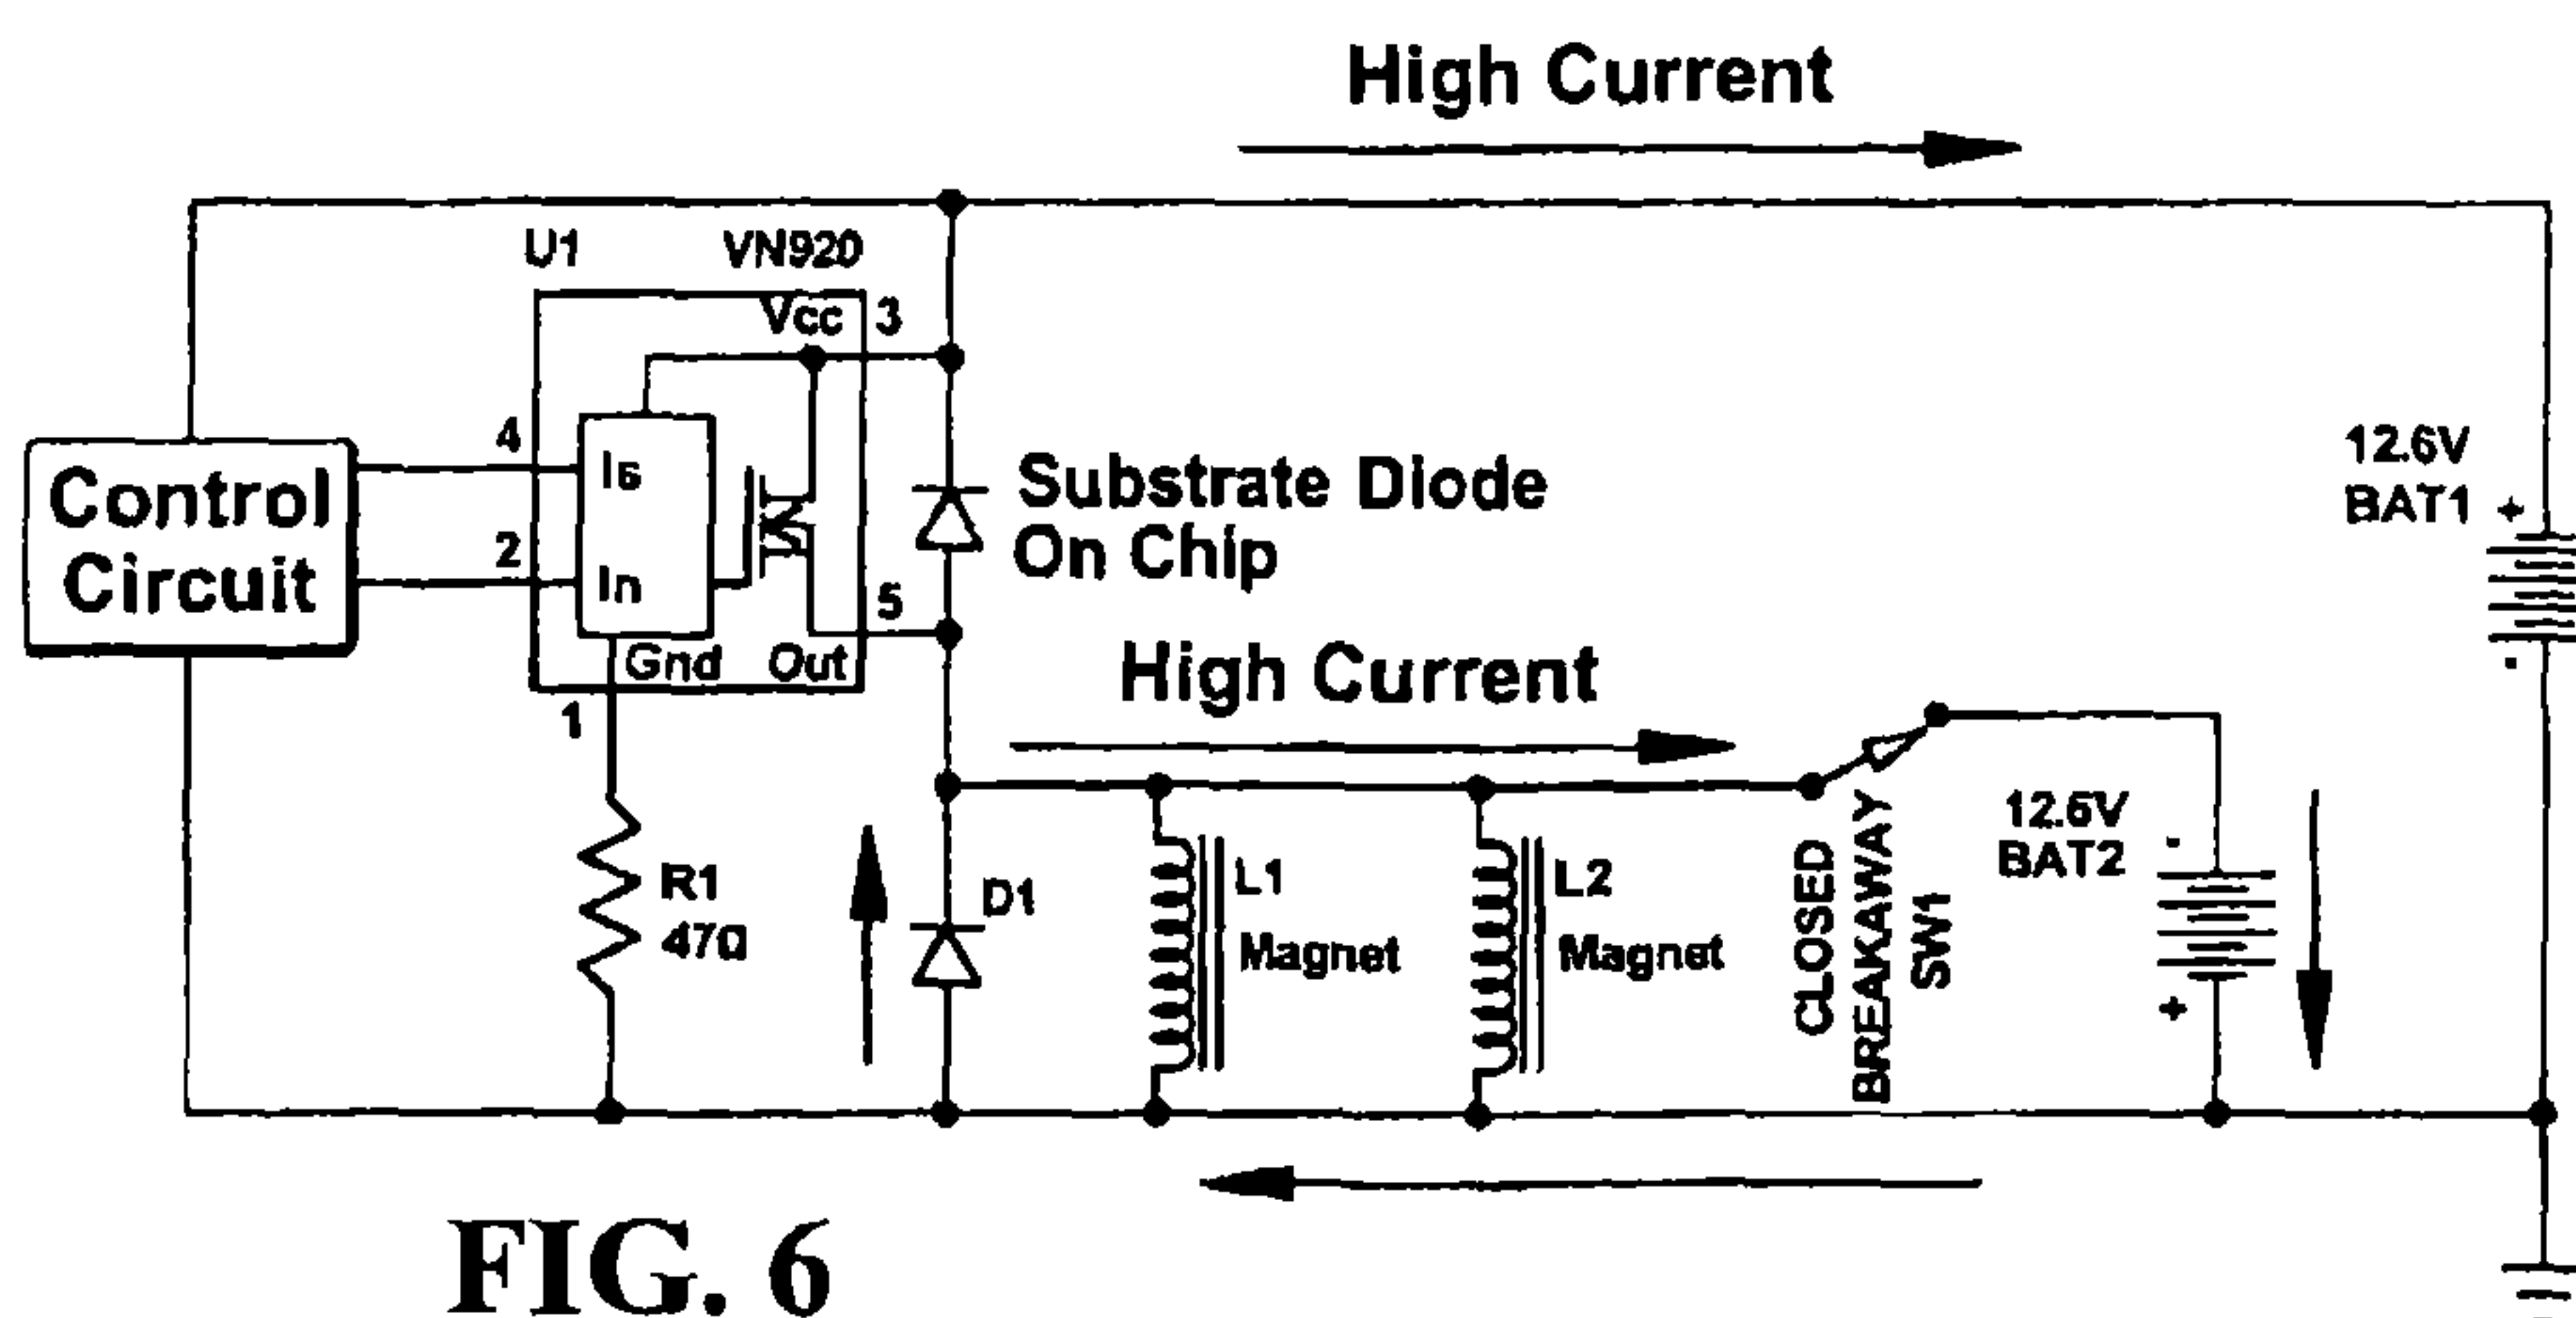 High Current
U1
VN920
Vcc
3
4
Is
2
In
5
Gnd
Out
1
Control
Circuit
Substrate Diode
On Chip
12.6V
BAT1
+
-
High Current
R1
47Ω
D1
L1
Magnet
L2
Magnet
CLOSED
BREAKAWAY
SW1
12.6V
BAT2
-
+
FIG. 6